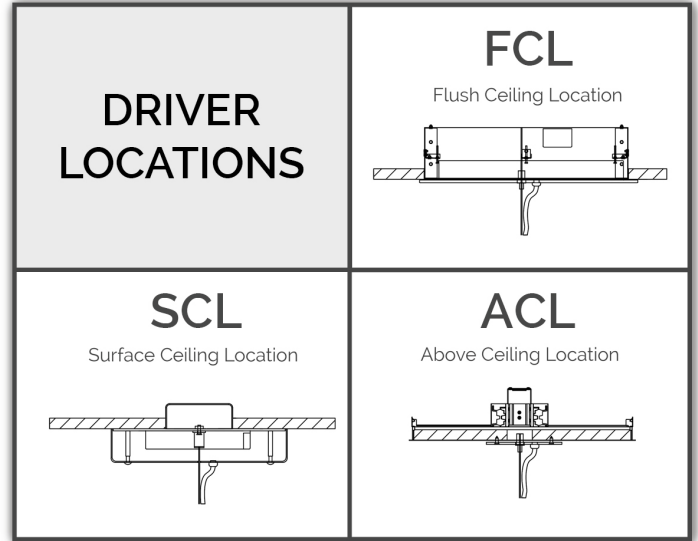 DRIVER
LOCATIONS
FCL
Flush Ceiling Location
SCL
Surface Ceiling Location
ACL
Above Ceiling Location